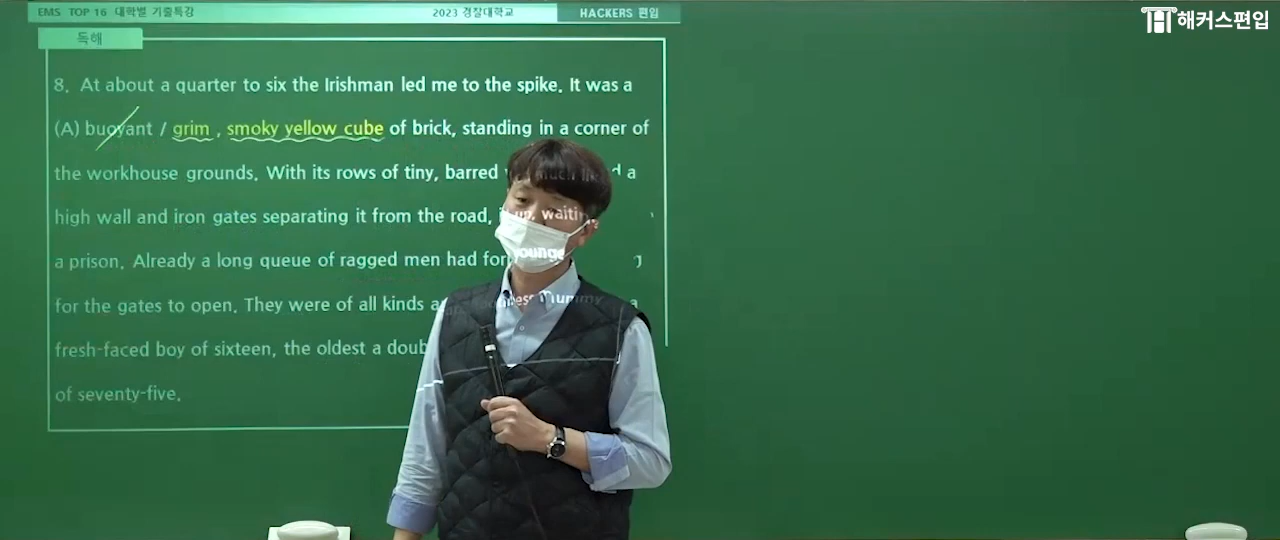 EMS TOP 16 대학별 기출특강 2023 경찰대학교 HACKERS 편입
해커스편입
독해
8. At about a quarter to six the Irishman led me to the spike. It was a
(A) buoyant / grim , smoky yellow cube of brick, standing in a corner of
the workhouse grounds. With its rows of tiny, barred much d a
high wall and iron gates separating it from the road, up, waiti
a prison. Already a long queue of ragged men had for
for the gates to open. They were of all kinds a mummy a
fresh-faced boy of sixteen, the oldest a doub
of seventy-five.